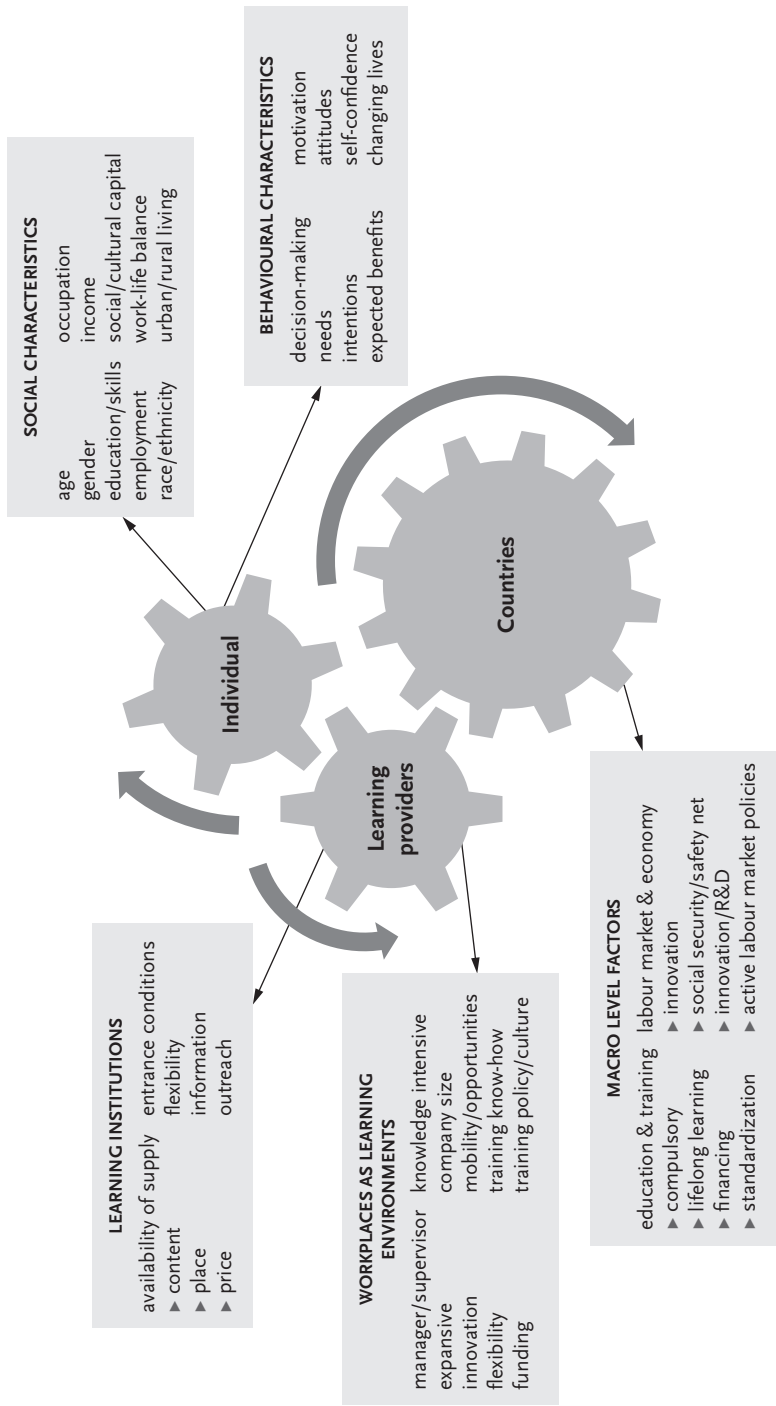 LEARNING INSTITUTIONS
availability of supply entrance conditions
▶ content flexibility
▶ place information
▶ price outreach
SOCIAL CHARACTERISTICS
age occupation
gender income
education/skills social/cultural capital
employment work-life balance
race/ethnicity urban/rural living
Individual
BEHAVIOURAL CHARACTERISTICS
decision-making motivation
needs attitudes
intentions self-confidence
expected benefits changing lives
WORKPLACES AS LEARNING
ENVIRONMENTS
manager/supervisor knowledge intensive
expansive company size
innovation mobility/opportunities
flexibility training know-how
funding training policy/culture
Learning
providers
Countries
MACRO LEVEL FACTORS
education & training labour market & economy
▶ compulsory ▶ innovation
▶ lifelong learning ▶ social security/safety net
▶ financing ▶ innovation/R&D
▶ standardization ▶ active labour market policies